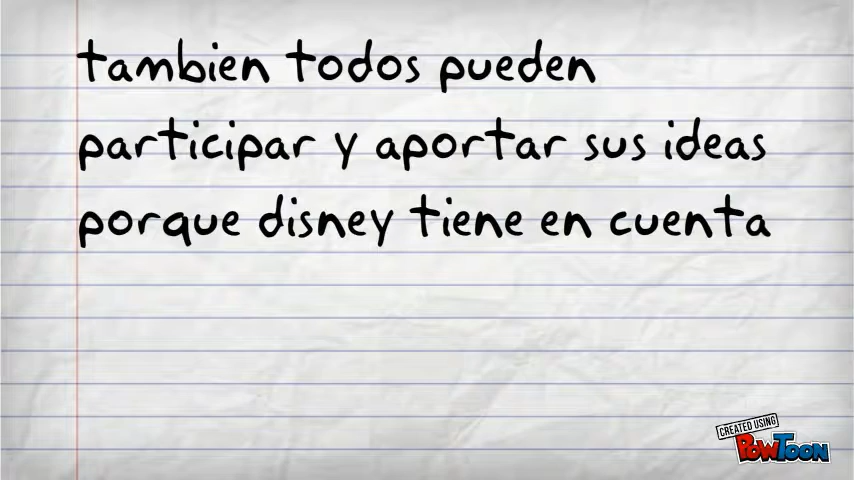 tambien todos pueden
participar y aportar sus ideas
porque disney tiene en cuenta
CREATED USING
POWTOON